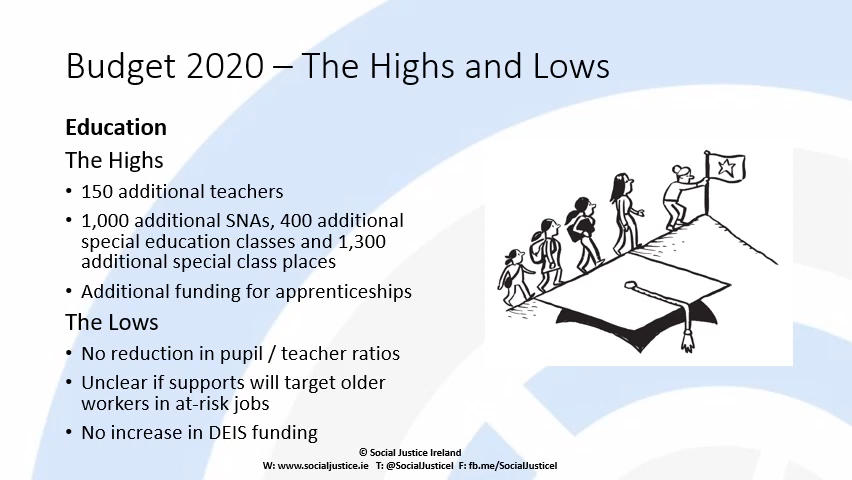 Budget 2020 – The Highs and Lows
Education
The Highs
• 150 additional teachers
• 1,000 additional SNAs, 400 additional
special education classes and 1,300
additional special class places
• Additional funding for apprenticeships
The Lows
• No reduction in pupil / teacher ratios
• Unclear if supports will target older
workers in at-risk jobs
• No increase in DEIS funding
© Social Justice Ireland
W: www.socialjustice.ie T: @SocialJusticeI F: fb.me/SocialJusticeI